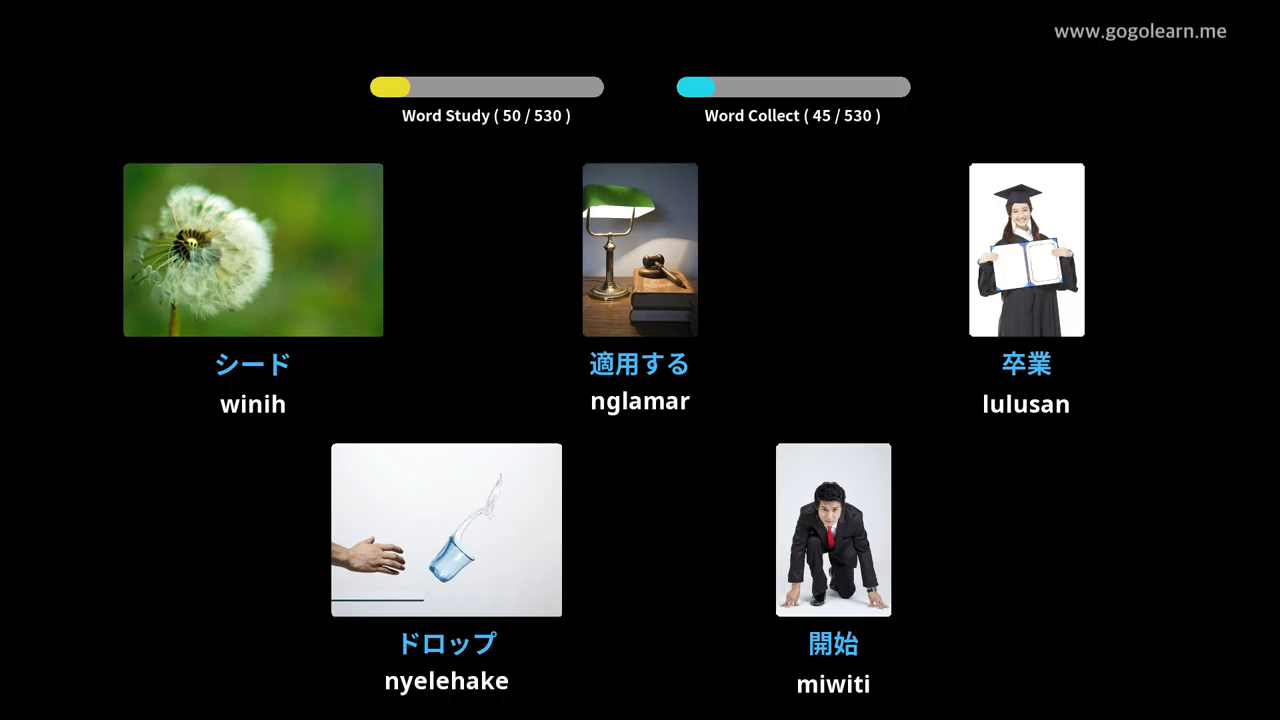 www.gogolearn.me
Word Study ( 50 / 530 )
Word Collect ( 45 / 530 )
シード
winih
適用する
nglamar
卒業
lulusan
ドロップ
nyelehake
開始
miwiti